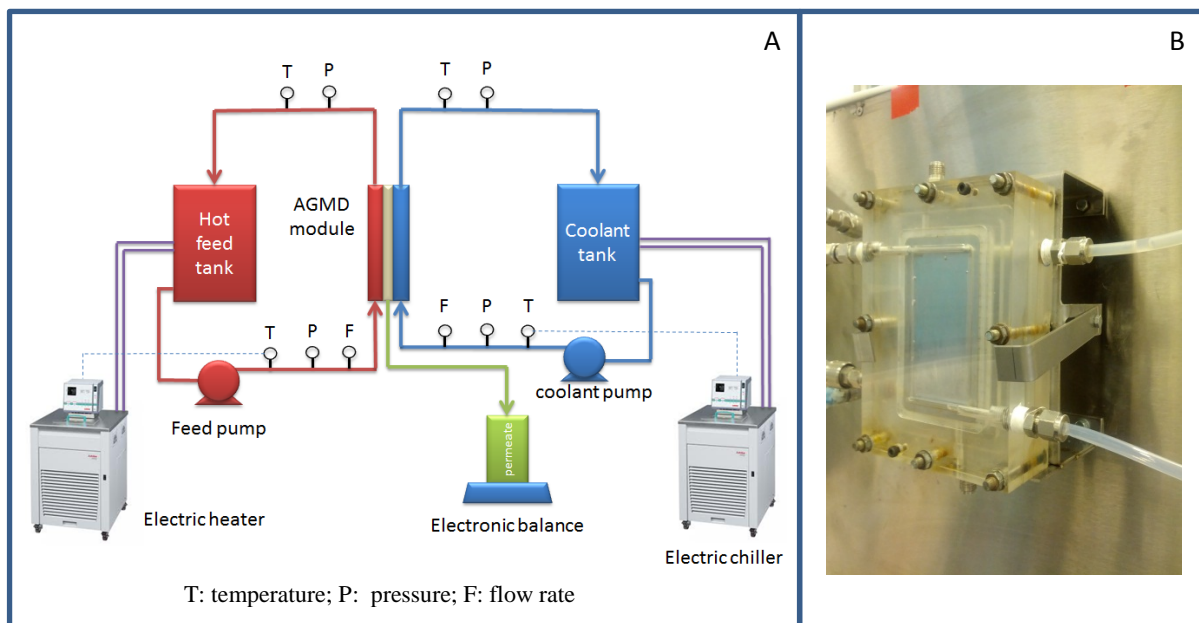 A
B
T P
T P
Hot
feed
tank
AGMD
module
Coolant
tank
T P F
F P T
Feed pump
coolant pump
permeate
Electric heater
Electronic balance
Electric chiller
T: temperature; P: pressure; F: flow rate